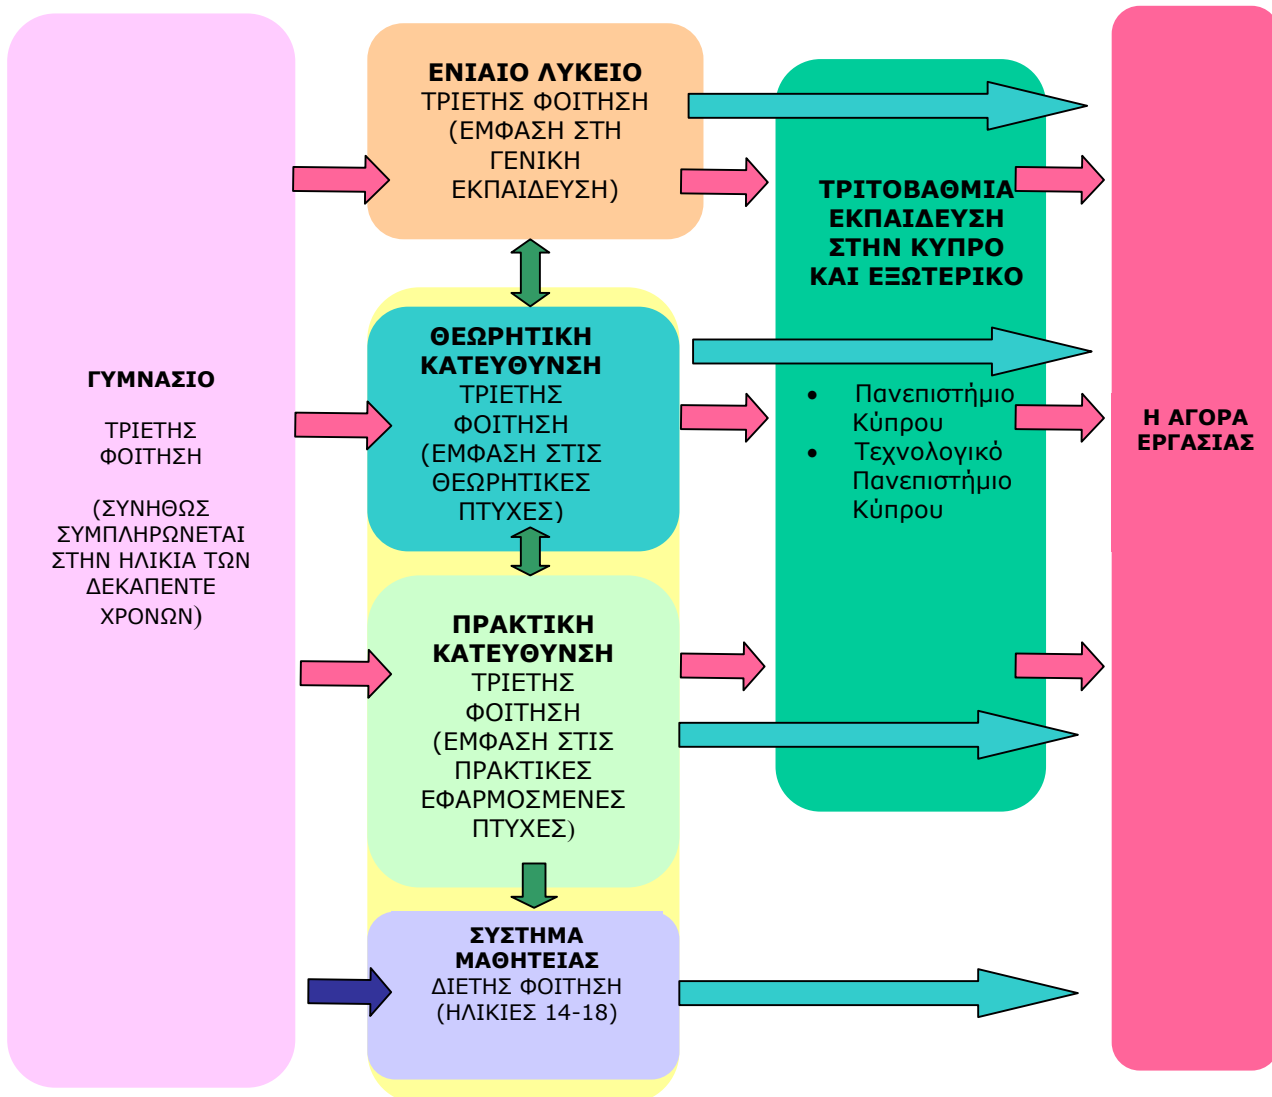 ΓΥΜΝΑΣΙΟ
ΤΡΙΕΤΗΣ
ΦΟΙΤΗΣΗ
(ΣΥΝΗΘΩΣ
ΣΥΜΠΛΗΡΩΝΕΤΑΙ
ΣΤΗΝ ΗΛΙΚΙΑ ΤΩΝ
ΔΕΚΑΠΕΝΤΕ
ΧΡΟΝΩΝ)
ΕΝΙΑΙΟ ΛΥΚΕΙΟ
ΤΡΙΕΤΗΣ ΦΟΙΤΗΣΗ
(ΕΜΦΑΣΗ ΣΤΗ
ΓΕΝΙΚΗ
ΕΚΠΑΙΔΕΥΣΗ)
ΘΕΩΡΗΤΙΚΗ
ΚΑΤΕΥΘΥΝΣΗ
ΤΡΙΕΤΗΣ
ΦΟΙΤΗΣΗ
(ΕΜΦΑΣΗ ΣΤΙΣ
ΘΕΩΡΗΤΙΚΕΣ
ΠΤΥΧΕΣ)
ΠΡΑΚΤΙΚΗ
ΚΑΤΕΥΘΥΝΣΗ
ΤΡΙΕΤΗΣ
ΦΟΙΤΗΣΗ
(ΕΜΦΑΣΗ ΣΤΙΣ
ΠΡΑΚΤΙΚΕΣ
ΕΦΑΡΜΟΣΜΕΝΕΣ
ΠΤΥΧΕΣ)
ΣΥΣΤΗΜΑ
ΜΑΘΗΤΕΙΑΣ
ΔΙΕΤΗΣ ΦΟΙΤΗΣΗ
(ΗΛΙΚΙΕΣ 14-18)
ΤΡΙΤΟΒΑΘΜΙΑ
ΕΚΠΑΙΔΕΥΣΗ
ΣΤΗΝ ΚΥΠΡΟ
ΚΑΙ ΕΞΩΤΕΡΙΚΟ
• Πανεπιστήμιο
Κύπρου
• Τεχνολογικό
Πανεπιστήμιο
Κύπρου
Η ΑΓΟΡΑ
ΕΡΓΑΣΙΑΣ